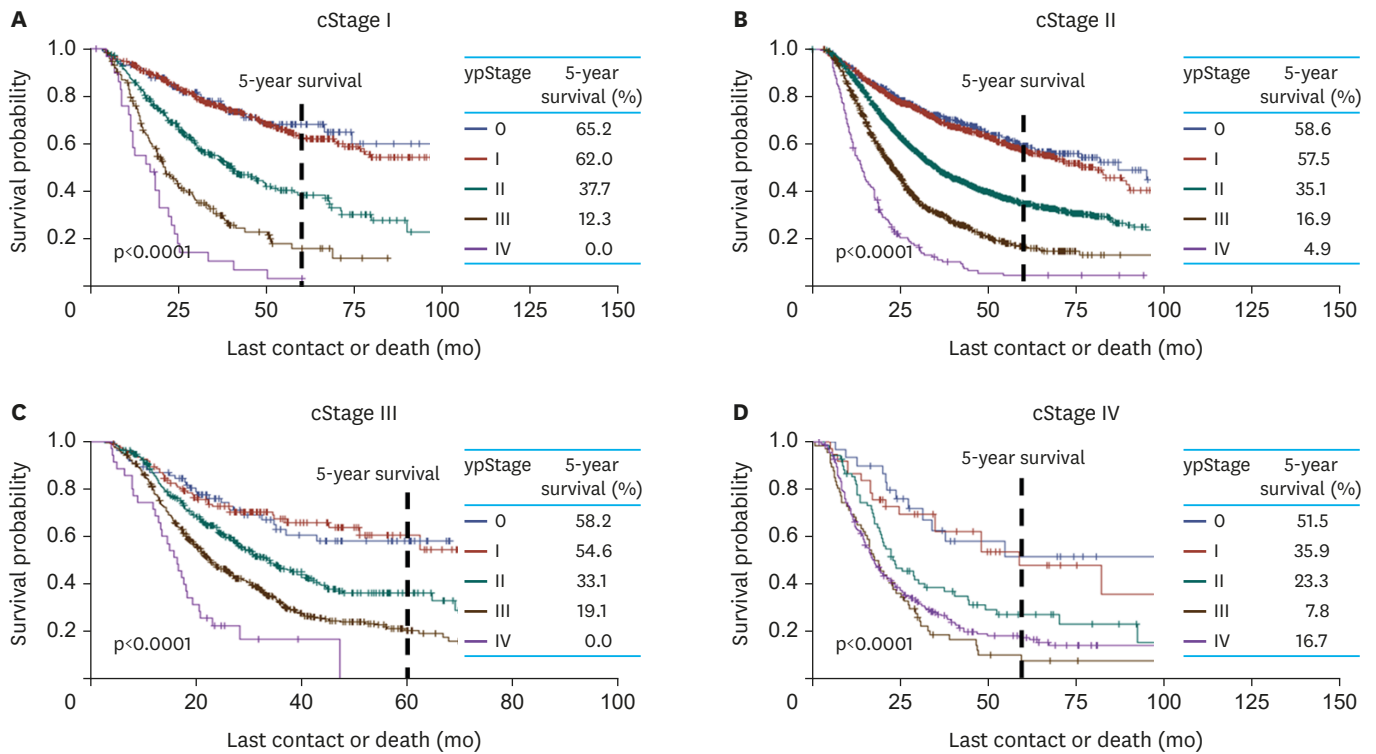 A
cStage I
Survival probability
1.0
0.8
0.6
0.4
0.2
5-year survival
p<0.0001
0 25 50 75 100 125 150
Last contact or death (mo)
ypStage 5-year survival (%)
0 65.2
I 62.0
II 37.7
III 12.3
IV 0.0
B
cStage II
Survival probability
1.0
0.8
0.6
0.4
0.2
5-year survival
p<0.0001
0 25 50 75 100 125 150
Last contact or death (mo)
ypStage 5-year survival (%)
0 58.6
I 57.5
II 35.1
III 16.9
IV 4.9
C
cStage III
Survival probability
1.0
0.8
0.6
0.4
0.2
5-year survival
p<0.0001
0 20 40 60 80 100
Last contact or death (mo)
ypStage 5-year survival (%)
0 58.2
I 54.6
II 33.1
III 19.1
IV 0.0
D
cStage IV
Survival probability
1.0
0.8
0.6
0.4
0.2
5-year survival
p<0.0001
0 25 50 75 100 125 150
Last contact or death (mo)
ypStage 5-year survival (%)
0 51.5
I 35.9
II 23.3
III 7.8
IV 16.7